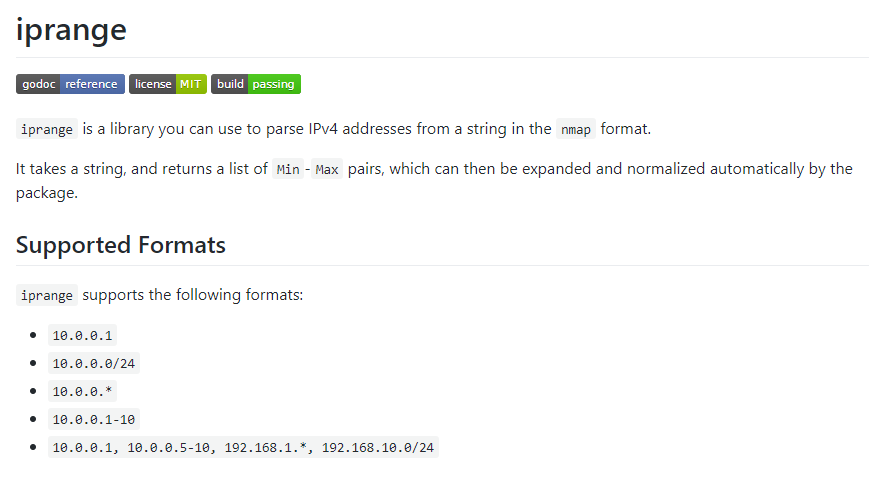 iprange
godoc reference license MIT build passing
iprange is a library you can use to parse IPv4 addresses from a string in the nmap format.
It takes a string, and returns a list of Min - Max pairs, which can then be expanded and normalized automatically by the
package.
Supported Formats
iprange supports the following formats:
10.0.0.1
10.0.0.0/24
10.0.0.*
10.0.0.1-10
10.0.0.1, 10.0.0.5-10, 192.168.1.*, 192.168.10.0/24